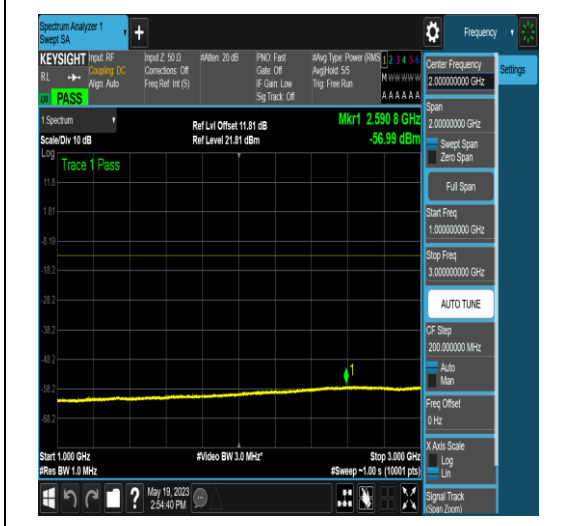 Spectrum Analyzer 1
Swept SA
Frequency
KEYSIGHT
Input: RF
Coupling: DC
Align: Auto
Input Z: 50 Ω
Corrections: Off
Freq Ref: Int (S)
#Atten: 20 dB
PNO: Fast
Gate: Off
IF Gain: Low
Sig Track: Off
#Avg Type: Power (RMS
Avg|Hold: 5/5
Trig: Free Run
1 2 3 4 5 6
M W W W W W
A A A A A A
RL
PASS
1 Spectrum
Scale/Div 10 dB
Ref Lvl Offset 11.81 dB
Ref Level 21.81 dBm
Mkr1 2.590 8 GHz
-56.99 dBm
Log
Trace 1 Pass
11.8
1.81
-8.19
-18.2
-28.2
-38.2
-48.2
-58.2
-68.2
1
Start 1.000 GHz
#Res BW 1.0 MHz
#Video BW 3.0 MHz*
Stop 3.000 GHz
#Sweep ~1.00 s (10001 pts)
May 19, 2023
2:54:40 PM
Center Frequency
2.000000000 GHz
Settings
Span
2.00000000 GHz
Swept Span
Zero Span
Full Span
Start Freq
1.000000000 GHz
Stop Freq
3.000000000 GHz
AUTO TUNE
CF Step
200.000000 MHz
Auto
Man
Freq Offset
0 Hz
X Axis Scale
Log
Lin
Signal Track
(Span Zoom)